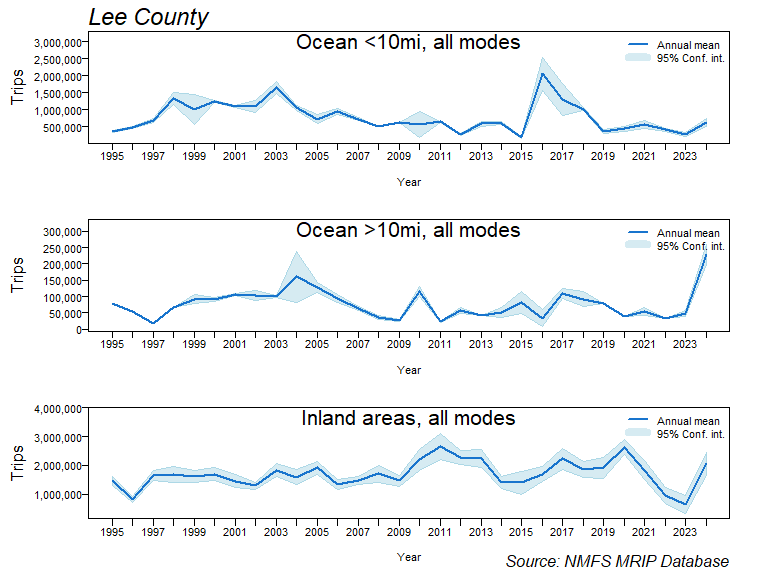 Lee County
Ocean <10mi, all modes
Annual mean
95% Conf. int.
Trips
3,000,000
2,500,000
2,000,000
1,500,000
1,000,000
500,000
1995 1997 1999 2001 2003 2005 2007 2009 2011 2013 2015 2017 2019 2021 2023
Year
Ocean >10mi, all modes
Annual mean
95% Conf. int.
Trips
300,000
250,000
200,000
150,000
100,000
50,000
0
1995 1997 1999 2001 2003 2005 2007 2009 2011 2013 2015 2017 2019 2021 2023
Year
Inland areas, all modes
Annual mean
95% Conf. int.
Trips
4,000,000
3,000,000
2,000,000
1,000,000
1995 1997 1999 2001 2003 2005 2007 2009 2011 2013 2015 2017 2019 2021 2023
Year
Source: NMFS MRIP Database